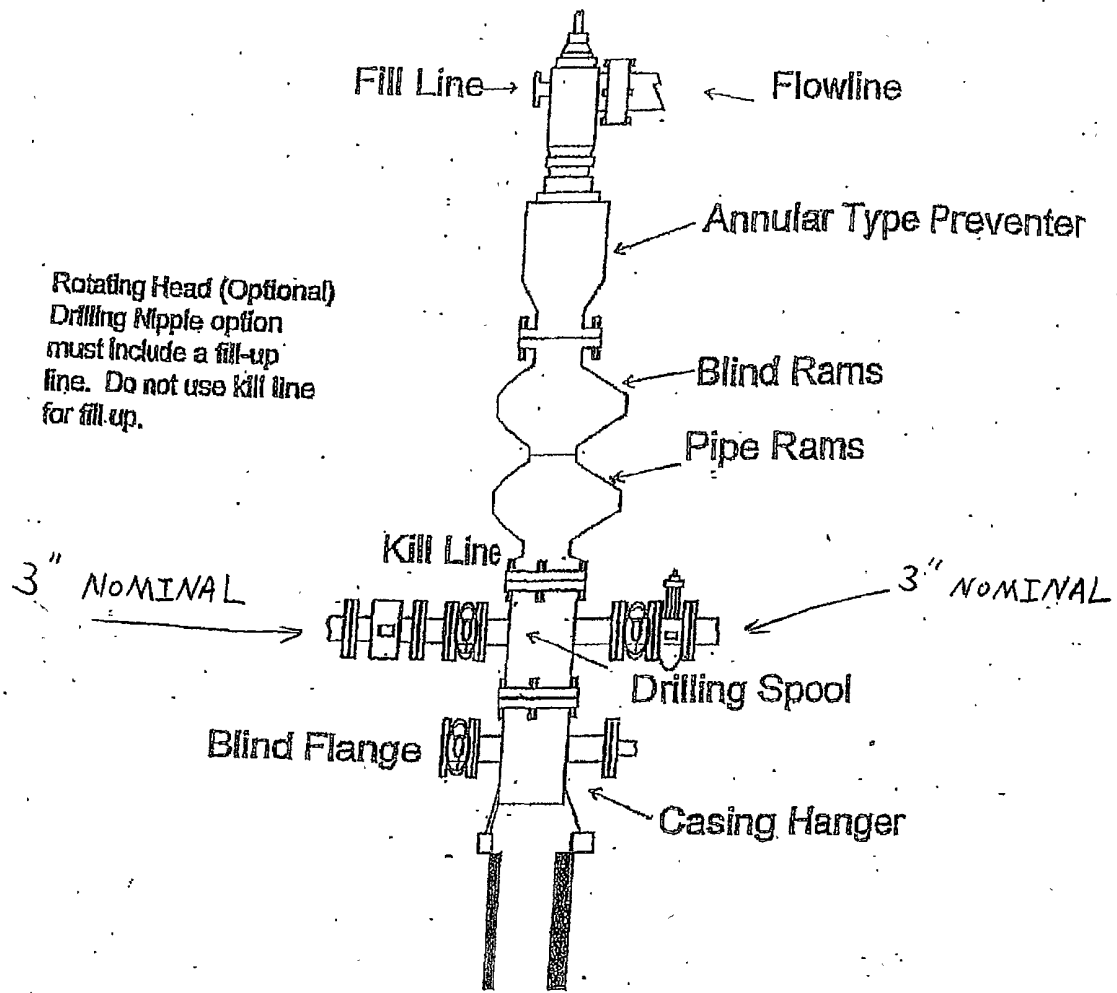 Fill Line
Flowline
Annular Type Preventer
Rotating Head (Optional)
Drilling Nipple option
must include a fill-up
line. Do not use kill line
for fill up.
Blind Rams
Pipe Rams
Kill Line
3" NOMINAL
3" NOMINAL
Drilling Spool
Blind Flange
Casing Hanger